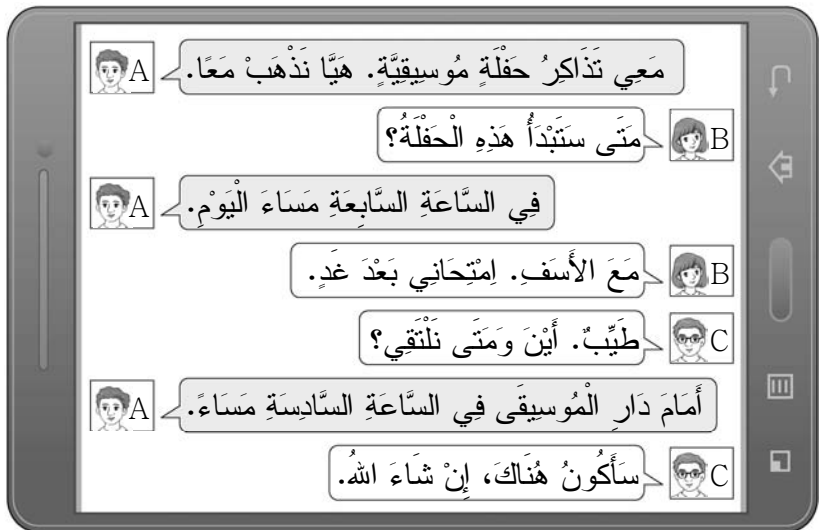 A مَعِي تَذَاكِرُ حَفْلَةٍ مُوسِيقِيَّةٍ. هَيَّا نَذْهَبْ مَعًا.
B مَتَى سَتَبْدَأُ هَذِهِ الْحَفْلَةُ؟
A فِي السَّاعَةِ السَّابِعَةِ مَسَاءَ الْيَوْمِ.
B مَعَ الأَسَفِ. اِمْتِحَانِي بَعْدَ غَدٍ.
C طَيِّبٌ. أَيْنَ وَمَتَى نَلْتَقِي؟
A أَمَامَ دَارِ الْمُوسِيقَى فِي السَّاعَةِ السَّادِسَةِ مَسَاءً.
C سَأَكُونُ هُنَاكَ، إِنْ شَاءَ اللهُ.